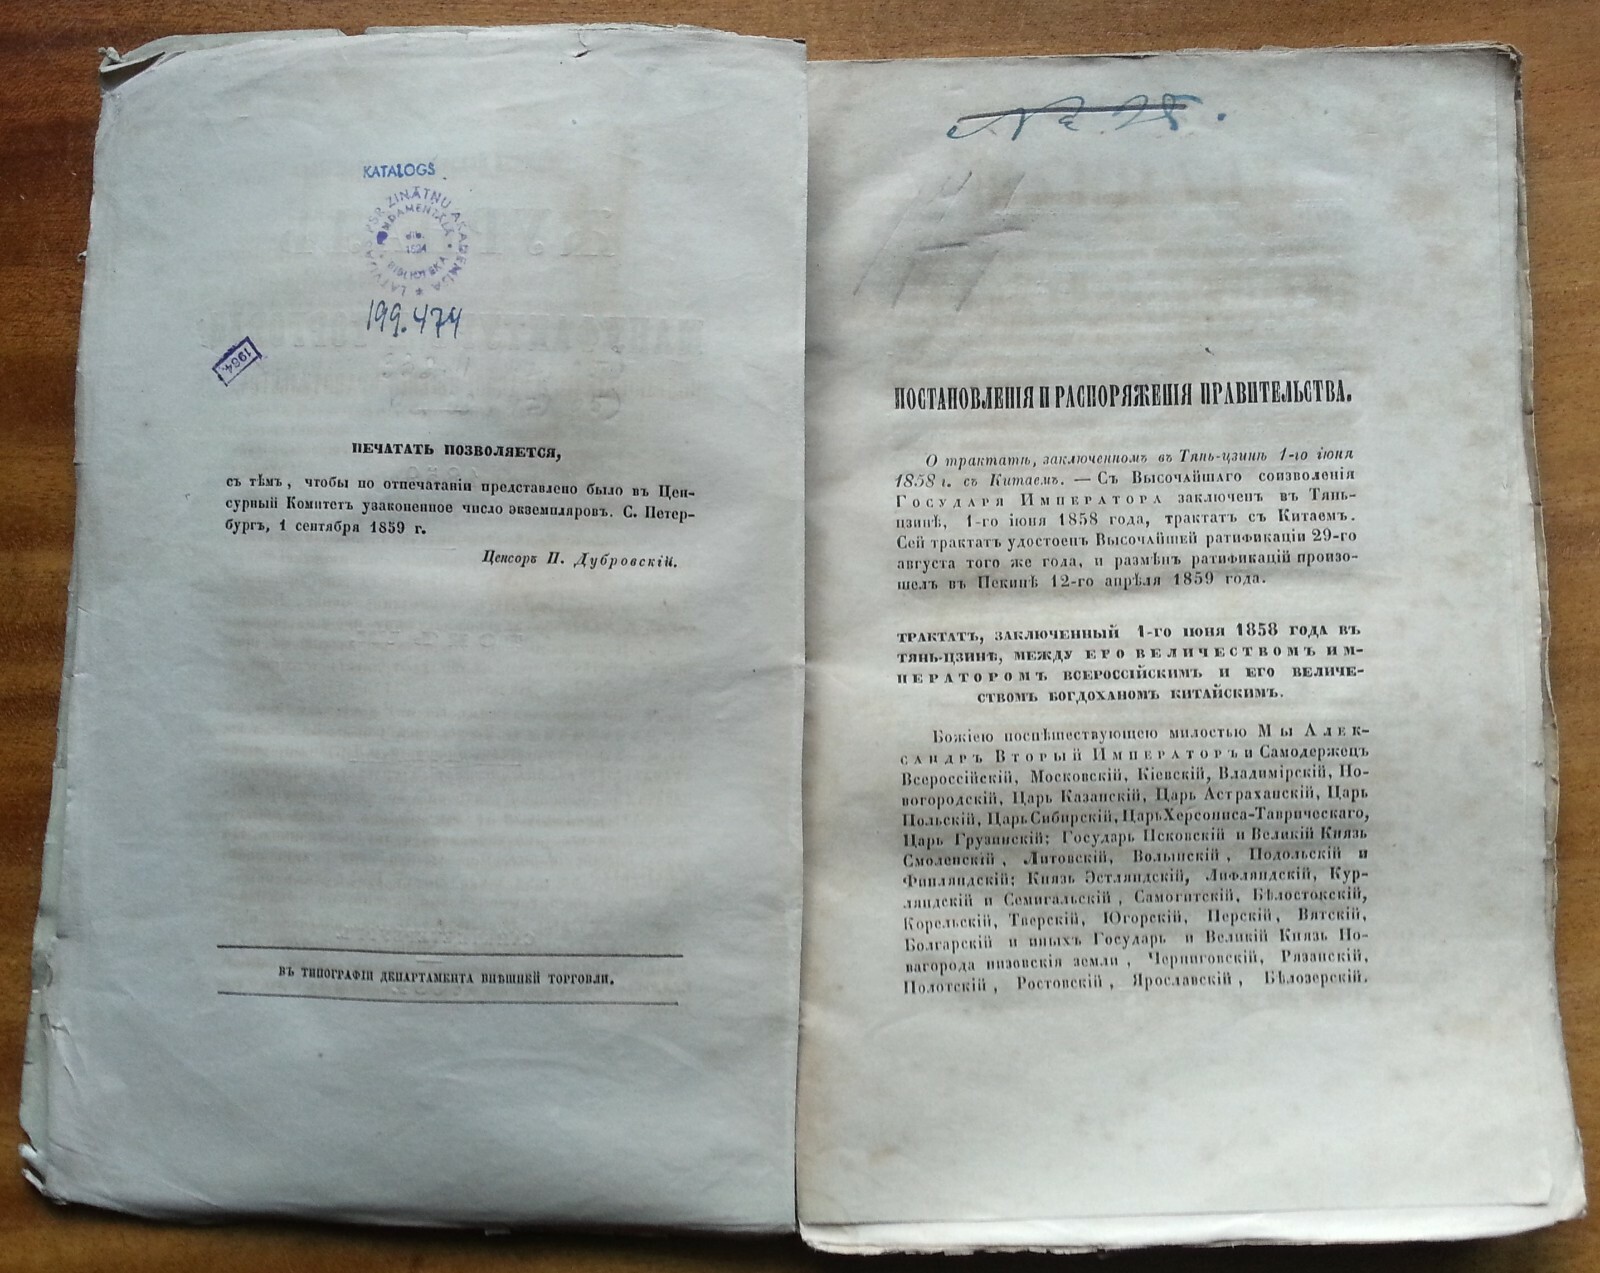 KATALOGS
LATVIJAS PSR ZINĀTŅU AKADEMIJA
FUNDAMENTĀLA
BIBLIOTEKA
199.474
1964.
ПЕЧАТАТЬ ПОЗВОЛЯЕТСЯ,
съ тѣмъ, чтобы по отпечатаніи представлено было въ Цен-
сурный Комитетъ узаконенное число экземпляровъ. С. Петер-
бургъ, 1 сентября 1859 г.
Ценсоръ П. Дубровскій.
ВЪ ТИПОГРАФІИ ДЕПАРТАМЕНТА ВНѢШНЕЙ ТОРГОВЛИ.
ПОСТАНОВЛЕНІЯ И РАСПОРЯЖЕНІЯ ПРАВИТЕЛЬСТВА.
О трактатѣ, заключенномъ въ Тянь-цзинѣ 1-го іюня
1858 г. съ Китаемъ. — Съ Высочайшаго соизволенія
Государя Императора заключенъ въ Тянь-
цзинѣ, 1-го іюня 1858 года, трактатъ съ Китаемъ.
Сей трактатъ удостоенъ Высочайшей ратификаціи 29-го
августа того же года, и размѣнъ ратификацій произо-
шелъ въ Пекинѣ 12-го апрѣля 1859 года.
ТРАКТАТЪ, ЗАКЛЮЧЕННЫЙ 1-ГО ІЮНЯ 1858 ГОДА ВЪ
ТЯНЬ-ЦЗИНѢ, МЕЖДУ ЕГО ВЕЛИЧЕСТВОМЪ ИМ-
ПЕРАТОРОМЪ ВСЕРОССІЙСКИМЪ И ЕГО ВЕЛИЧЕ-
СТВОМЪ БОГДОХАНОМЪ КИТАЙСКИМЪ.
Божіею поспѣшествующею милостью Мы Алек-
сандръ Вторый Императоръ и Самодержецъ
Всероссійскій, Московскій, Кіевскій, Владимірскій, Но-
вогородскій, Царь Казанскій, Царь Астраханскій, Царь
Польскій, Царь Сибирскій, Царь Херсониса-Таврическаго,
Царь Грузинскій; Государь Псковскій и Великій Князь
Смоленскій, Литовскій, Волынскій, Подольскій и
Финляндскій; Князь Эстляндскій, Лифляндскій, Кур-
ляндскій и Семигальскій, Самогитскій, Бѣлостокскій,
Корельскій, Тверскій, Югорскій, Перскій, Вятскій,
Болгарскій и иныхъ Государь и Великій Князь Но-
вагорода низовскія земли, Черниговскій, Рязанскій,
Полотскій, Ростовскій, Ярославскій, Бѣлозерскій,